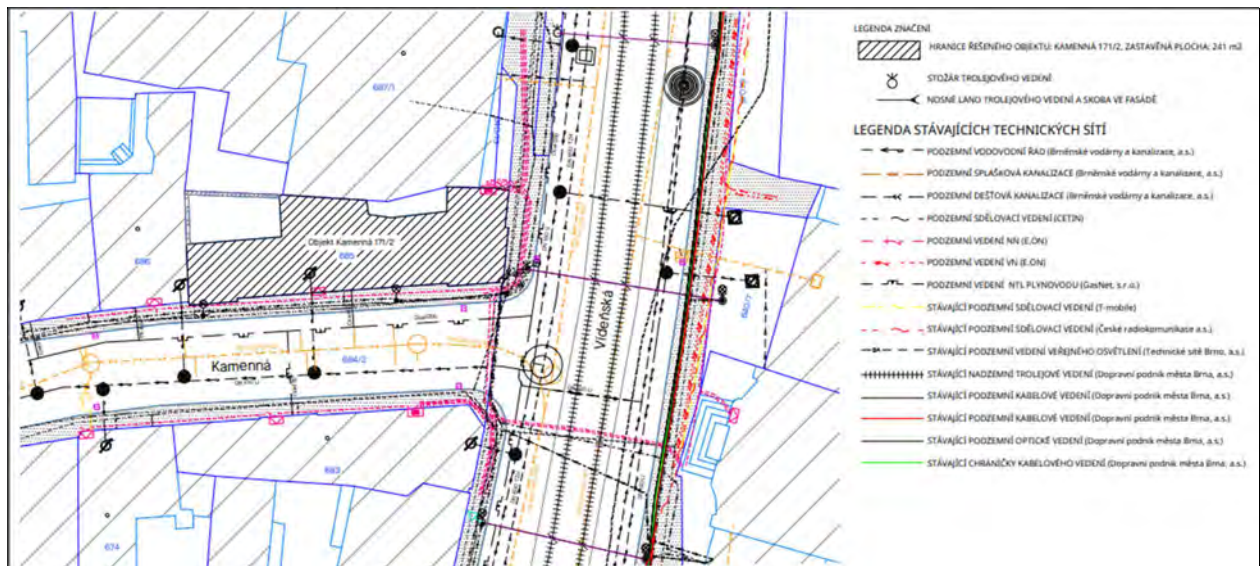 LEGENDA ZNAČENÍ
HRANICE ŘEŠENÉHO OBJEKTU: KAMENNÁ 171/2, ZASTAVĚNÁ PLOCHA: 241 m2
STOŽÁR TROLEJOVÉHO VEDENÍ
NOSNÉ LANO TROLEJOVÉHO VEDENÍ A SKOBA VE FASÁDĚ
LEGENDA STÁVAJÍCÍCH TECHNICKÝCH SÍTÍ
PODZEMNÍ VODOVODNÍ ŘAD (Brněnské vodárny a kanalizace, a.s.)
PODZEMNÍ SPLAŠKOVÁ KANALIZACE (Brněnské vodárny a kanalizace, a.s.)
PODZEMNÍ DEŠŤOVÁ KANALIZACE (Brněnské vodárny a kanalizace, a.s.)
PODZEMNÍ SDĚLOVACÍ VEDENÍ (CETIN)
PODZEMNÍ VEDENÍ NN (E.ON)
PODZEMNÍ VEDENÍ VN (E.ON)
PODZEMNÍ VEDENÍ NTL PLYNOVODU (GasNet, s.r.o.)
STÁVAJÍCÍ PODZEMNÍ SDĚLOVACÍ VEDENÍ (T-mobile)
STÁVAJÍCÍ PODZEMNÍ SDĚLOVACÍ VEDENÍ (České radiokomunikace a.s.)
STÁVAJÍCÍ PODZEMNÍ VEDENÍ VEŘEJNÉHO OSVĚTLENÍ (Technické sítě Brno, a.s.)
STÁVAJÍCÍ NADZEMNÍ TROLEJOVÉ VEDENÍ (Dopravní podnik města Brna, a.s.)
STÁVAJÍCÍ PODZEMNÍ KABELOVÉ VEDENÍ (Dopravní podnik města Brna, a.s.)
STÁVAJÍCÍ PODZEMNÍ KABELOVÉ VEDENÍ (Dopravní podnik města Brna, a.s.)
STÁVAJÍCÍ PODZEMNÍ OPTICKÉ VEDENÍ (Dopravní podnik města Brna, a.s.)
STÁVAJÍCÍ CHRÁNIČKY KABELOVÉHO VEDENÍ (Dopravní podnik města Brna, a.s.)
687/1
Objekt Kamenná 171/2
685
686
640/7
Vídeňská
684/2
Kamenná
683
674